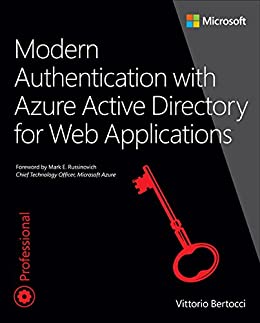 Microsoft
Modern
Authentication with
Azure Active Directory
for Web Applications
Foreword by Mark E. Russinovich
Chief Technology Officer, Microsoft Azure
Professional
Vittorio Bertocci